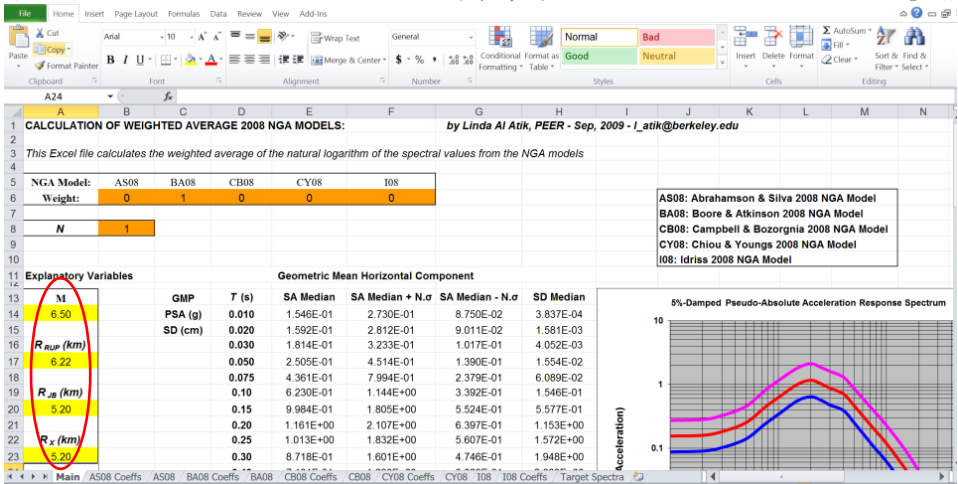 File Home Insert Page Layout Formulas Data Review View Add-Ins
Cut Arial 10 Wrap Text General Normal Bad AutoSum
Paste Copy Fill
Format Painter B I U Merge & Center $ % , Conditional Formatting Format as Table Good Neutral Insert Delete Format Clear Sort & Filter Find & Select
Clipboard Font Alignment Number Styles Cells Editing
A24 fx
A B C D E F G H I J K L M N
1 CALCULATION OF WEIGHTED AVERAGE 2008 NGA MODELS: by Linda Al Atik, PEER - Sep, 2009 - l_atik@berkeley.edu
2
3 This Excel file calculates the weighted average of the natural logarithm of the spectral values from the NGA models
4
5 NGA Model: AS08 BA08 CB08 CY08 I08
6 Weight: 0 1 0 0 0 AS08: Abrahamson & Silva 2008 NGA Model
7 BA08: Boore & Atkinson 2008 NGA Model
8 N 1 CB08: Campbell & Bozorgnia 2008 NGA Model
9 CY08: Chiou & Youngs 2008 NGA Model
10 I08: Idriss 2008 NGA Model
11 Explanatory Variables Geometric Mean Horizontal Component
12
13 M GMP T (s) SA Median SA Median + N.σ SA Median - N.σ SD Median 5%-Damped Pseudo-Absolute Acceleration Response Spectrum
14 6.50 PSA (g) 0.010 1.546E-01 2.730E-01 8.750E-02 3.837E-04 10
15 SD (cm) 0.020 1.592E-01 2.812E-01 9.011E-02 1.581E-03
16 R RUP (km) 0.030 1.814E-01 3.233E-01 1.017E-01 4.052E-03
17 6.22 0.050 2.505E-01 4.514E-01 1.390E-01 1.554E-02
18 0.075 4.361E-01 7.994E-01 2.379E-01 6.089E-02 1
19 R JB (km) 0.10 6.230E-01 1.144E+00 3.392E-01 1.546E-01
20 5.20 0.15 9.984E-01 1.805E+00 5.524E-01 5.577E-01
21 0.20 1.161E+00 2.107E+00 6.397E-01 1.153E+00
22 R X (km) 0.25 1.013E+00 1.832E+00 5.607E-01 1.572E+00 0.1
23 5.20 0.30 8.718E-01 1.601E+00 4.746E-01 1.948E+00
Acceleration)
Main AS08 Coeffs AS08 BA08 Coeffs BA08 CB08 Coeffs CB08 CY08 Coeffs CY08 I08 I08 Coeffs Target Spectra